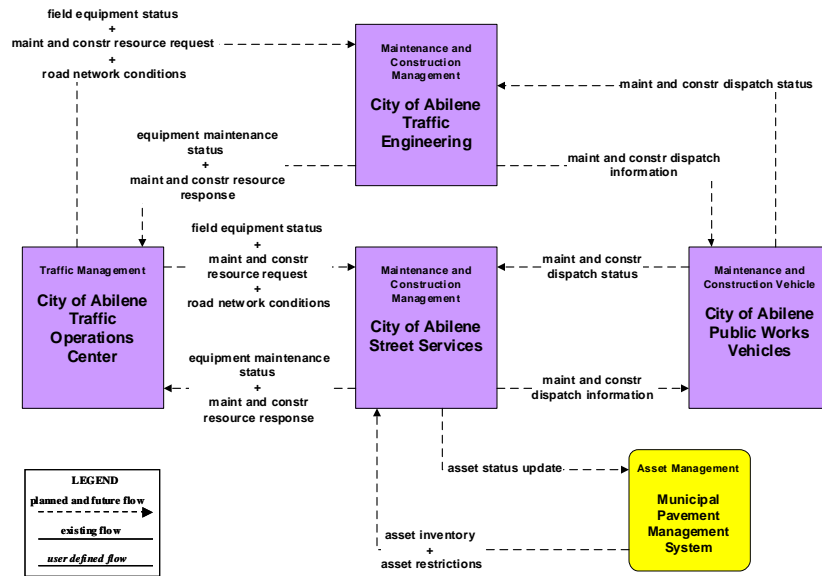 field equipment status
+
maint and constr resource request
+
road network conditions
Maintenance and
Construction
Management
City of Abilene
Traffic
Engineering
maint and constr dispatch status
equipment maintenance
status
+
maint and constr resource
response
maint and constr dispatch
information
field equipment status
+
maint and constr
resource request
+
road network conditions
maint and constr
dispatch status
Traffic Management
City of Abilene
Traffic
Operations
Center
Maintenance and
Construction
Management
City of Abilene
Street Services
Maintenance and
Construction Vehicle
City of Abilene
Public Works
Vehicles
equipment maintenance
status
+
maint and constr
resource response
maint and constr
dispatch information
asset status update
Asset Management
Municipal
Pavement
Management
System
asset inventory
+
asset restrictions
LEGEND
planned and future flow
existing flow
user defined flow